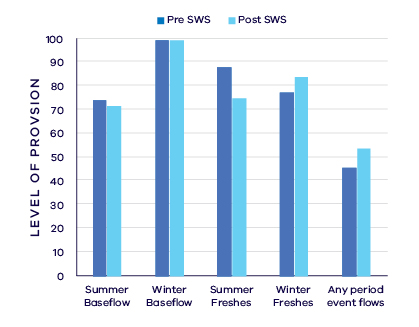 Pre SWS Post SWS
LEVEL OF PROVSION
100
90
80
70
60
50
40
30
20
10
0
Summer Baseflow
Winter Baseflow
Summer Freshes
Winter Freshes
Any period event flows